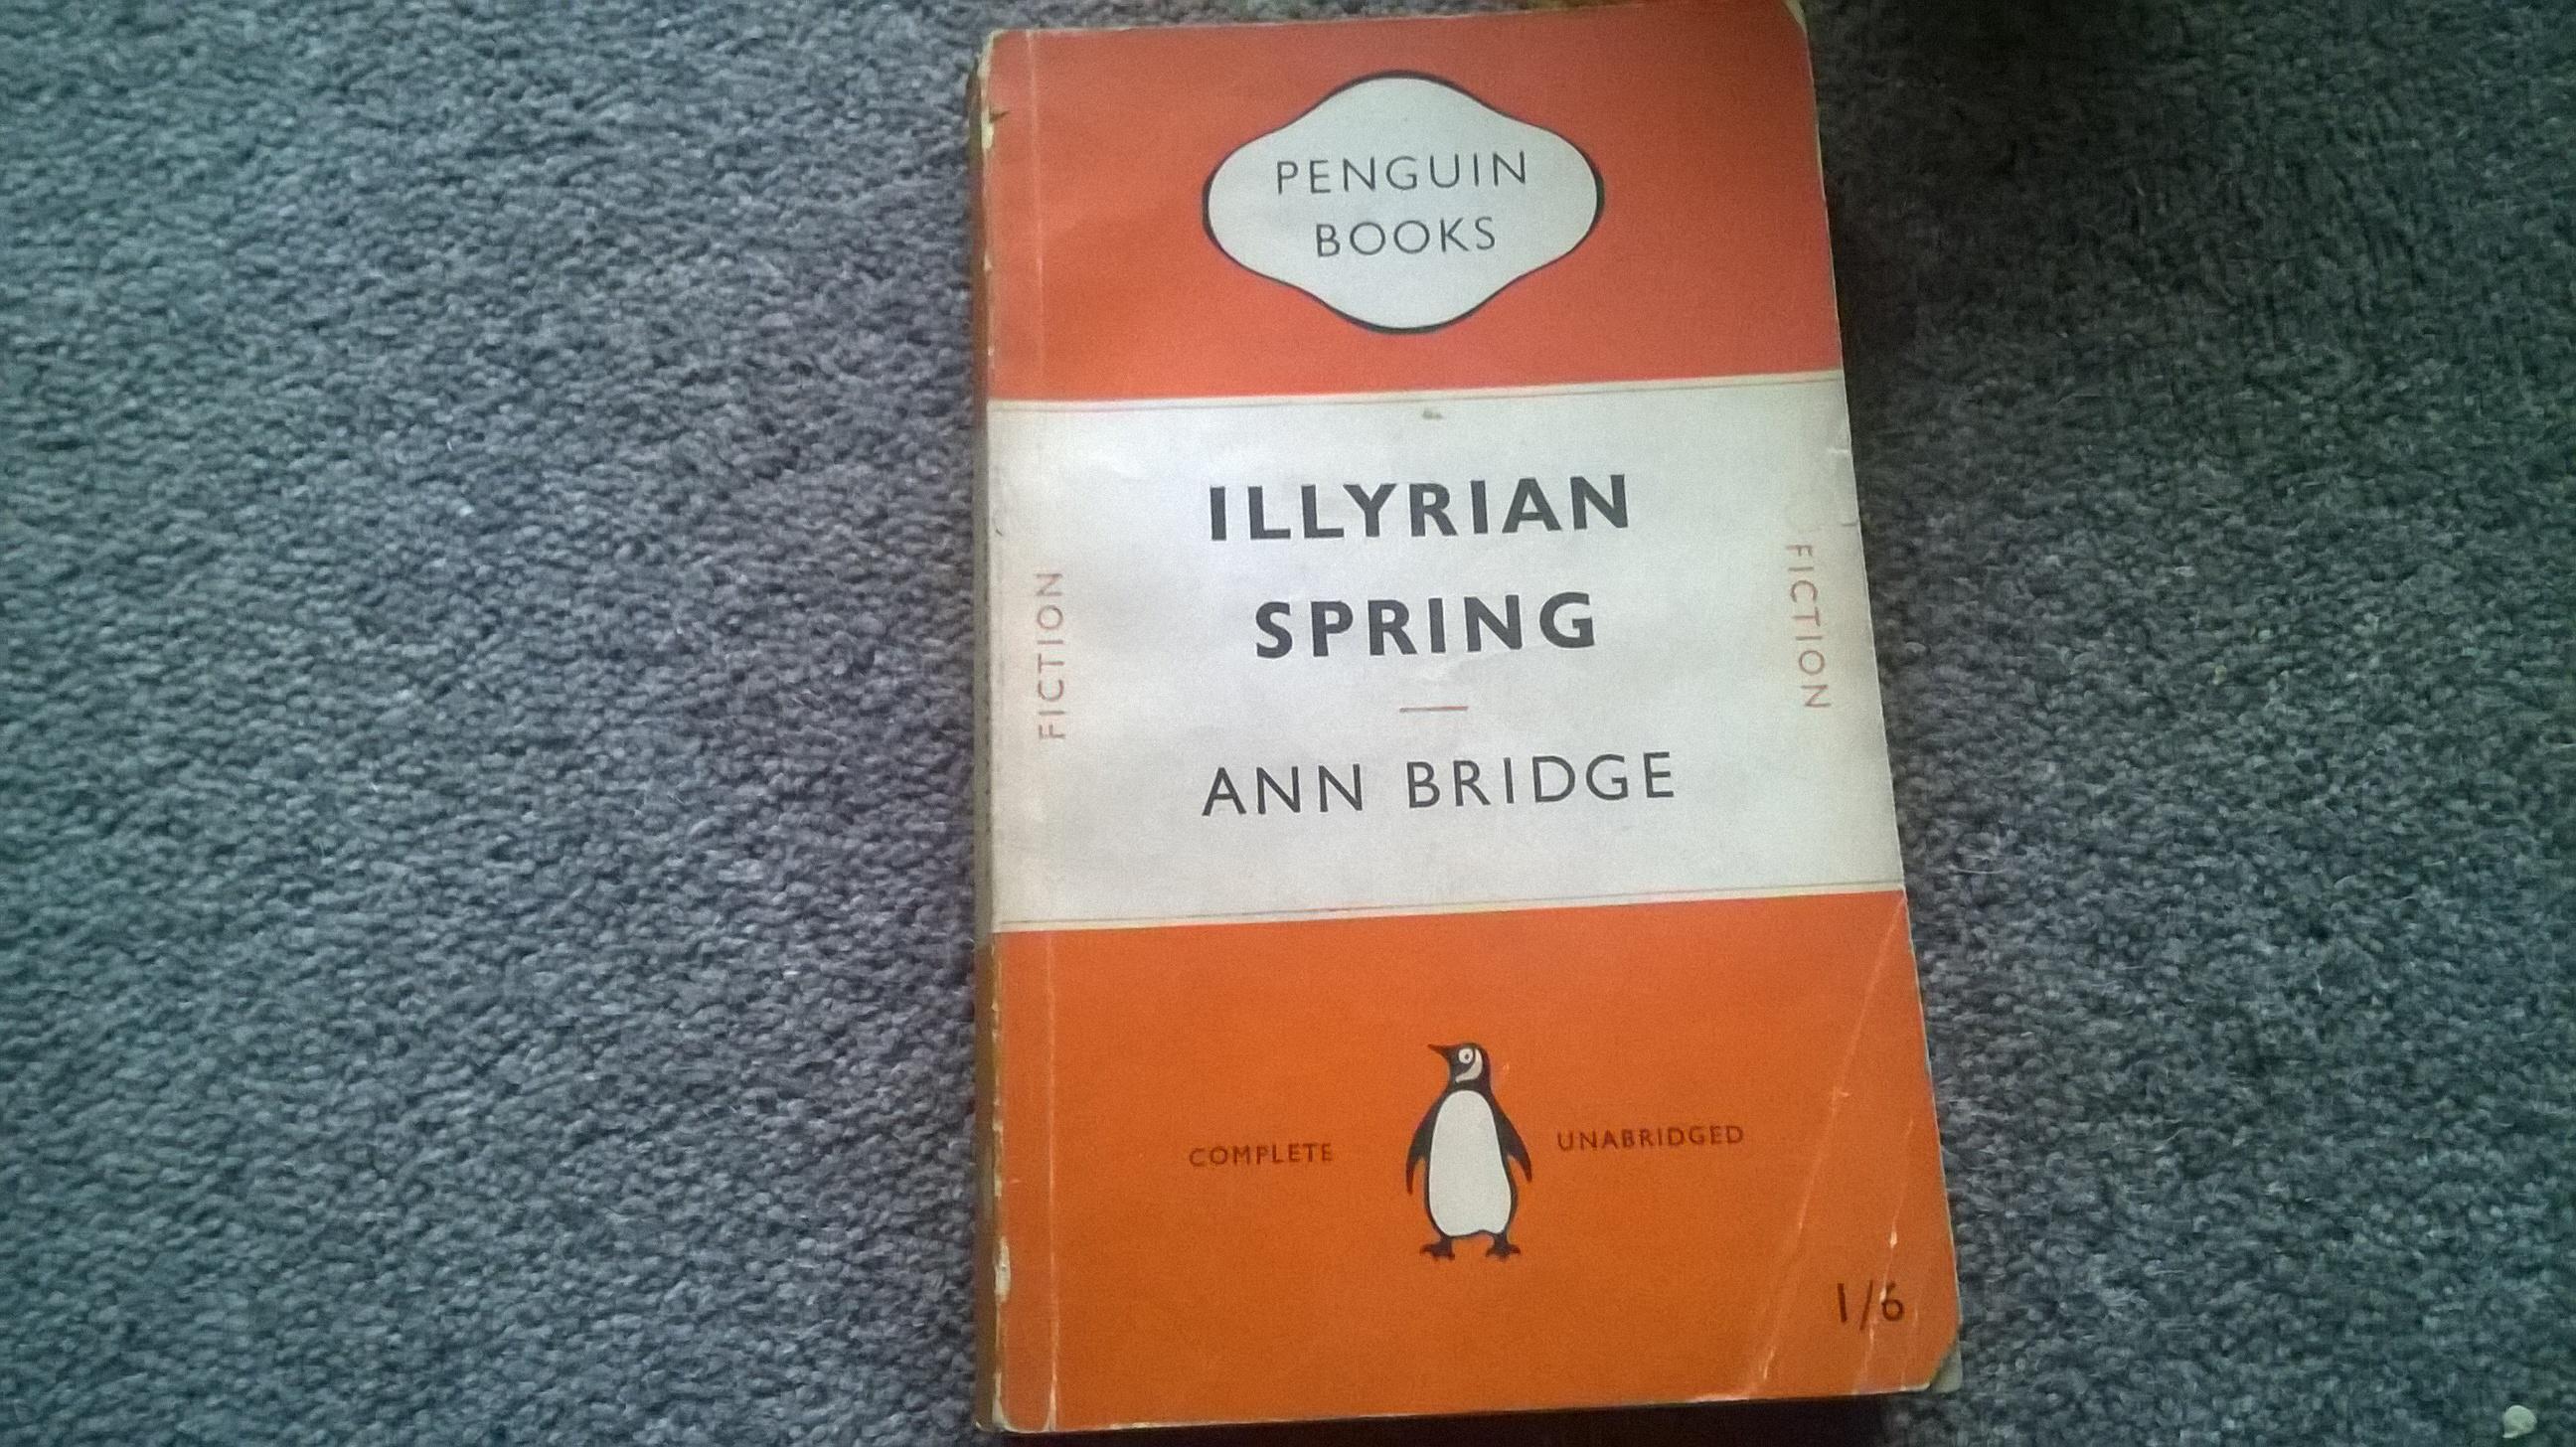 PENGUIN
BOOKS
ILLYRIAN
SPRING
FICTION
FICTION
ANN BRIDGE
COMPLETE
UNABRIDGED
1/6